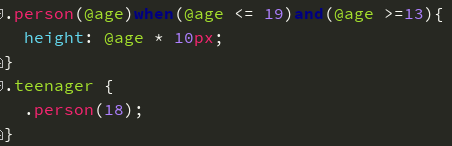 .person(@age)when(@age <= 19)and(@age >=13){
height: @age * 10px;
}
.teenager {
.person(18);
}